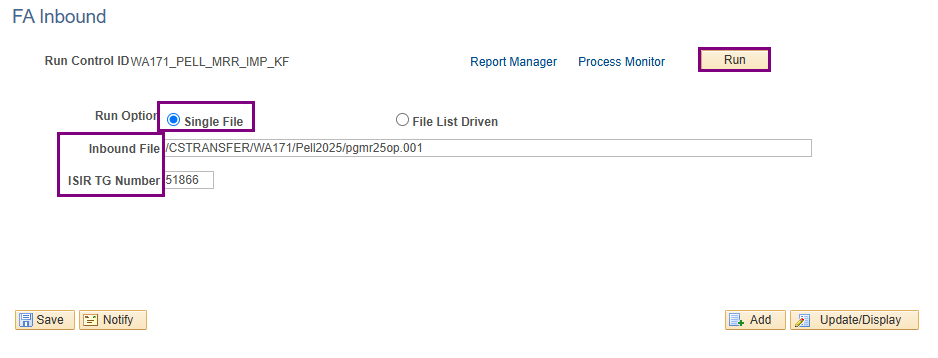 FA Inbound
Run Control ID WA171_PELL_MRR_IMP_KF Report Manager Process Monitor Run
Run Option Single File File List Driven
Inbound File /CSTRANSFER/WA171/Pell2025/pgmr25op.001
ISIR TG Number 51866
Save Notify Add Update/Display